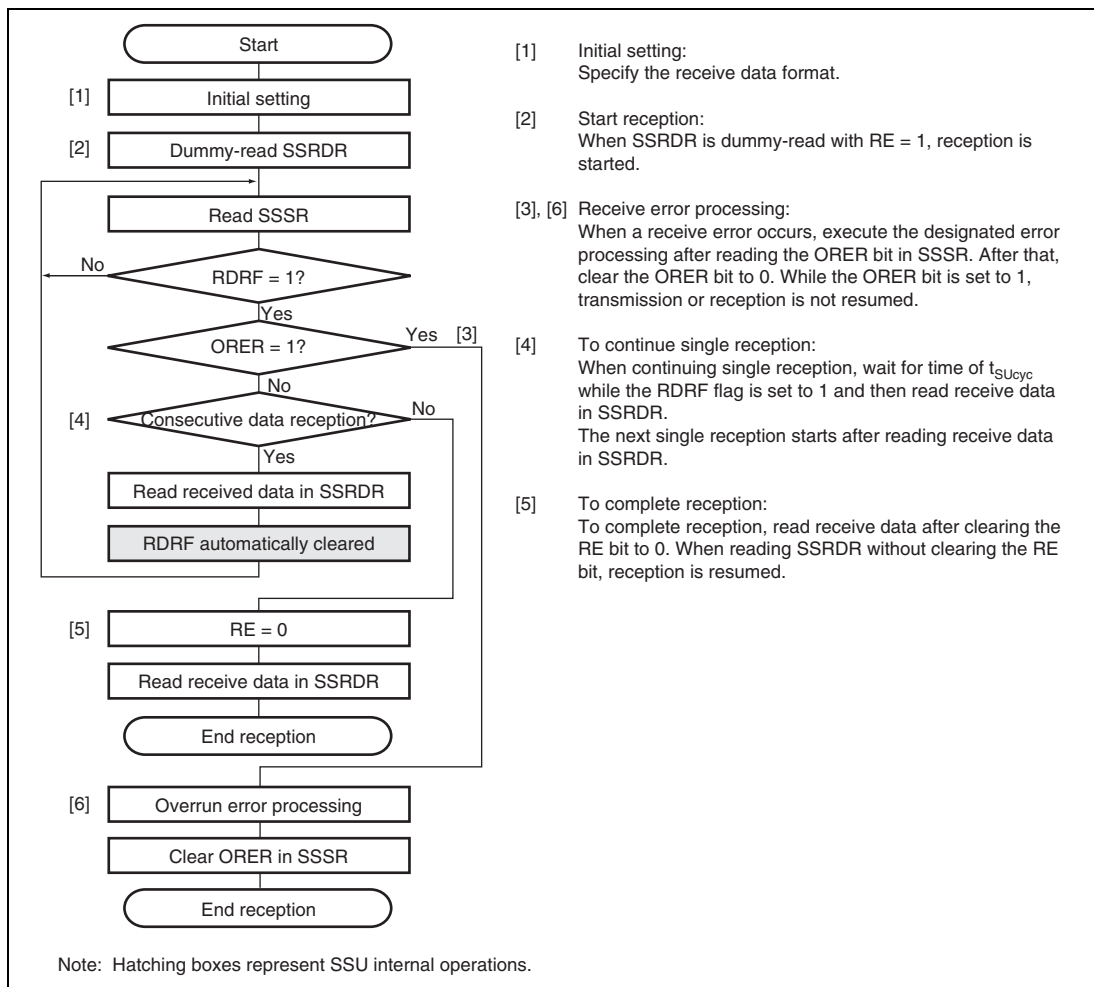 Start
[1] Initial setting
[2] Dummy-read SSRDR
Read SSSR
No
RDRF = 1?
Yes
ORER = 1?
Yes [3]
No
[4] Consecutive data reception?
No
Yes
Read received data in SSRDR
RDRF automatically cleared
[5] RE = 0
Read receive data in SSRDR
End reception
[6] Overrun error processing
Clear ORER in SSSR
End reception
[1] Initial setting:
Specify the receive data format.
[2] Start reception:
When SSRDR is dummy-read with RE = 1, reception is
started.
[3], [6] Receive error processing:
When a receive error occurs, execute the designated error
processing after reading the ORER bit in SSSR. After that,
clear the ORER bit to 0. While the ORER bit is set to 1,
transmission or reception is not resumed.
[4] To continue single reception:
When continuing single reception, wait for time of tSUcyc
while the RDRF flag is set to 1 and then read receive data
in SSRDR.
The next single reception starts after reading receive data
in SSRDR.
[5] To complete reception:
To complete reception, read receive data after clearing the
RE bit to 0. When reading SSRDR without clearing the RE
bit, reception is resumed.
Note: Hatching boxes represent SSU internal operations.